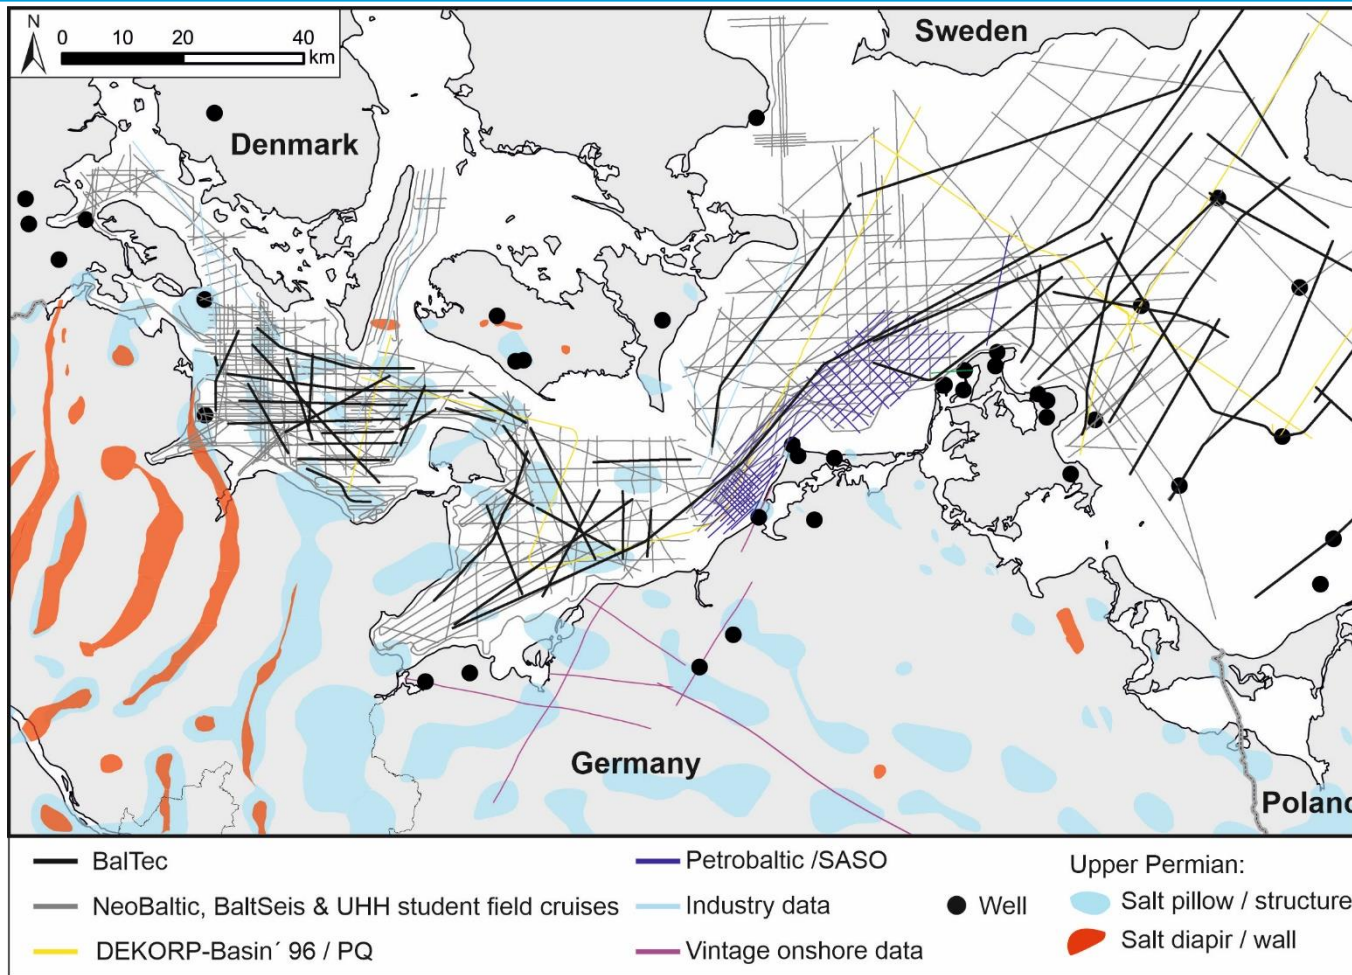 N
0 10 20 40
km
Sweden
Denmark
Germany
Poland
BalTec
NeoBaltic, BaltSeis & UHH student field cruises
DEKORP-Basin´ 96 / PQ
Petrobaltic /SASO
Industry data
Vintage onshore data
Well
Upper Permian:
Salt pillow / structure
Salt diapir / wall